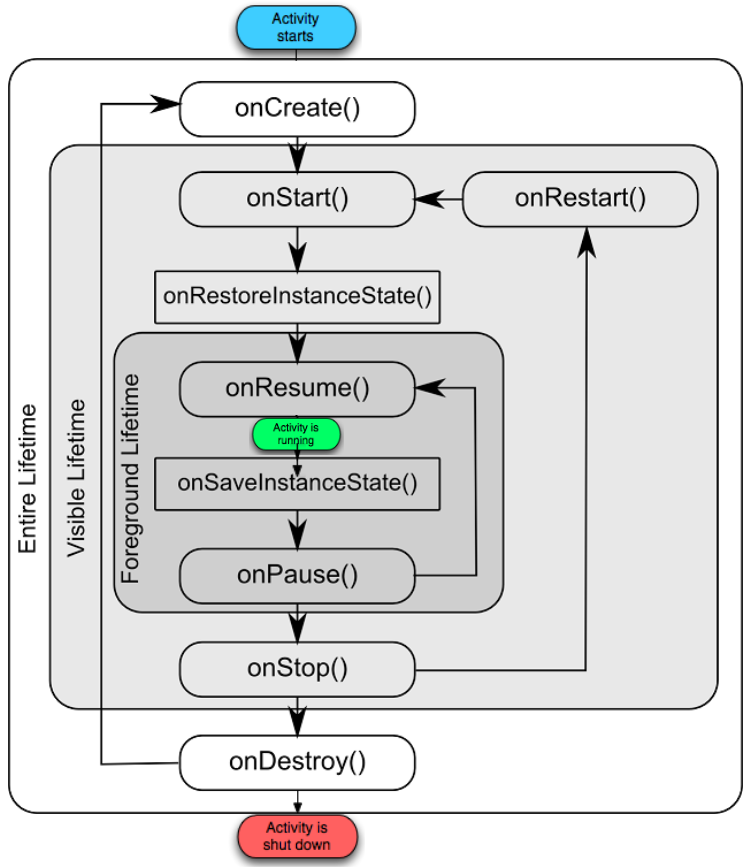 Activity
starts
onCreate()
onStart()
onRestart()
onRestoreInstanceState()
onResume()
Activity is
running
onSaveInstanceState()
onPause()
onStop()
onDestroy()
Activity is
shut down
Entire Lifetime
Visible Lifetime
Foreground Lifetime